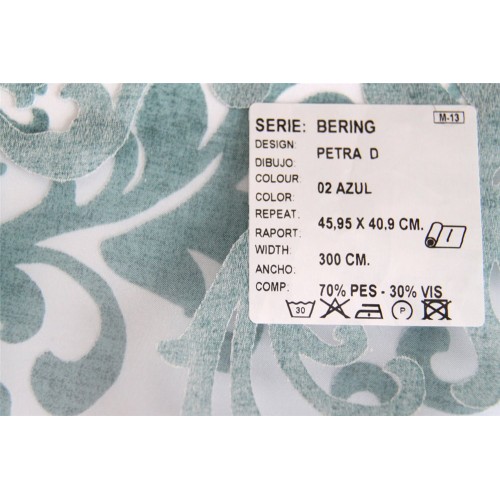 M-13
SERIE: BERING
DESIGN:
DIBUJO: PETRA D
COLOUR:
COLOR: 02 AZUL
REPEAT.
RAPORT: 45,95 X 40.9 CM.
WIDTH:
ANCHO: 300 CM.
COMP: 70% PES - 30% VIS
30 P